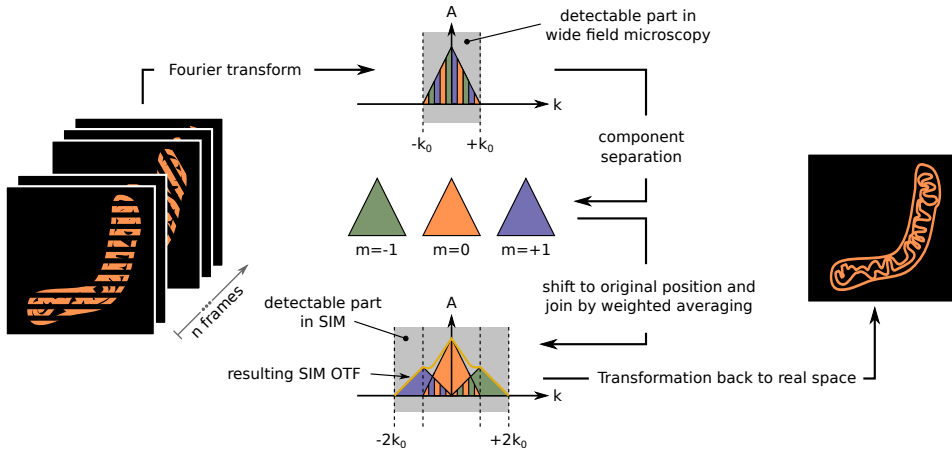 A
detectable part in
wide field microscopy
Fourier transform
k
-k₀
+k₀
component
separation
m=-1
m=0
m=+1
n frames
shift to original position and
join by weighted averaging
detectable part
in SIM
A
resulting SIM OTF
k
Transformation back to real space
-2k₀
+2k₀